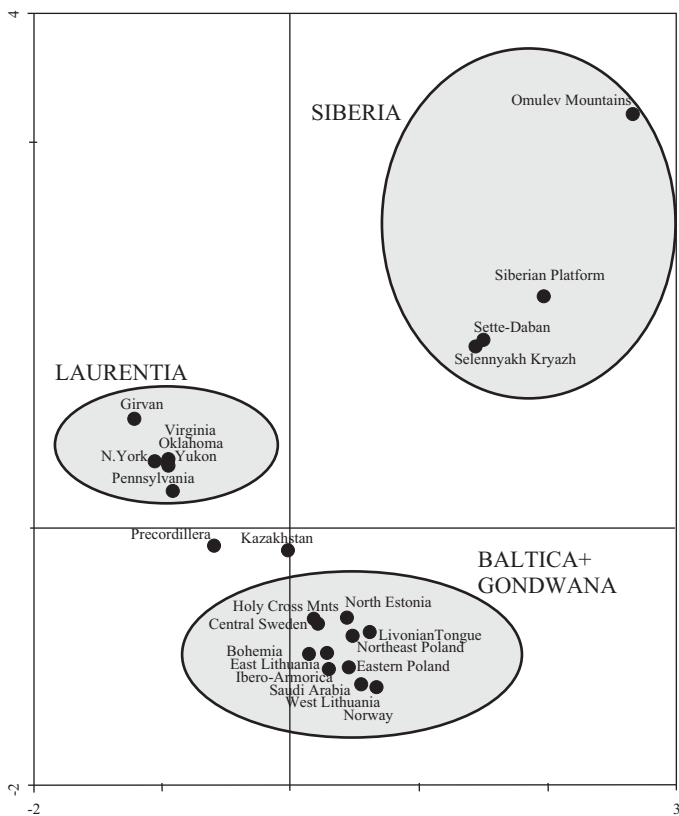 4
Omulev Mountains
SIBERIA
Siberian Platform
Sette-Daban
Selennyakh Kryazh
LAURENTIA
Girvan
Virginia
Oklahoma
N.York
Yukon
Pennsylvania
Precordillera
Kazakhstan
BALTICA+
GONDWANA
Holy Cross Mnts
North Estonia
Central Sweden
LivonianTongue
Northeast Poland
Bohemia
East Lithuania
Eastern Poland
Ibero-Armorica
Saudi Arabia
West Lithuania
Norway
-2
-2
3